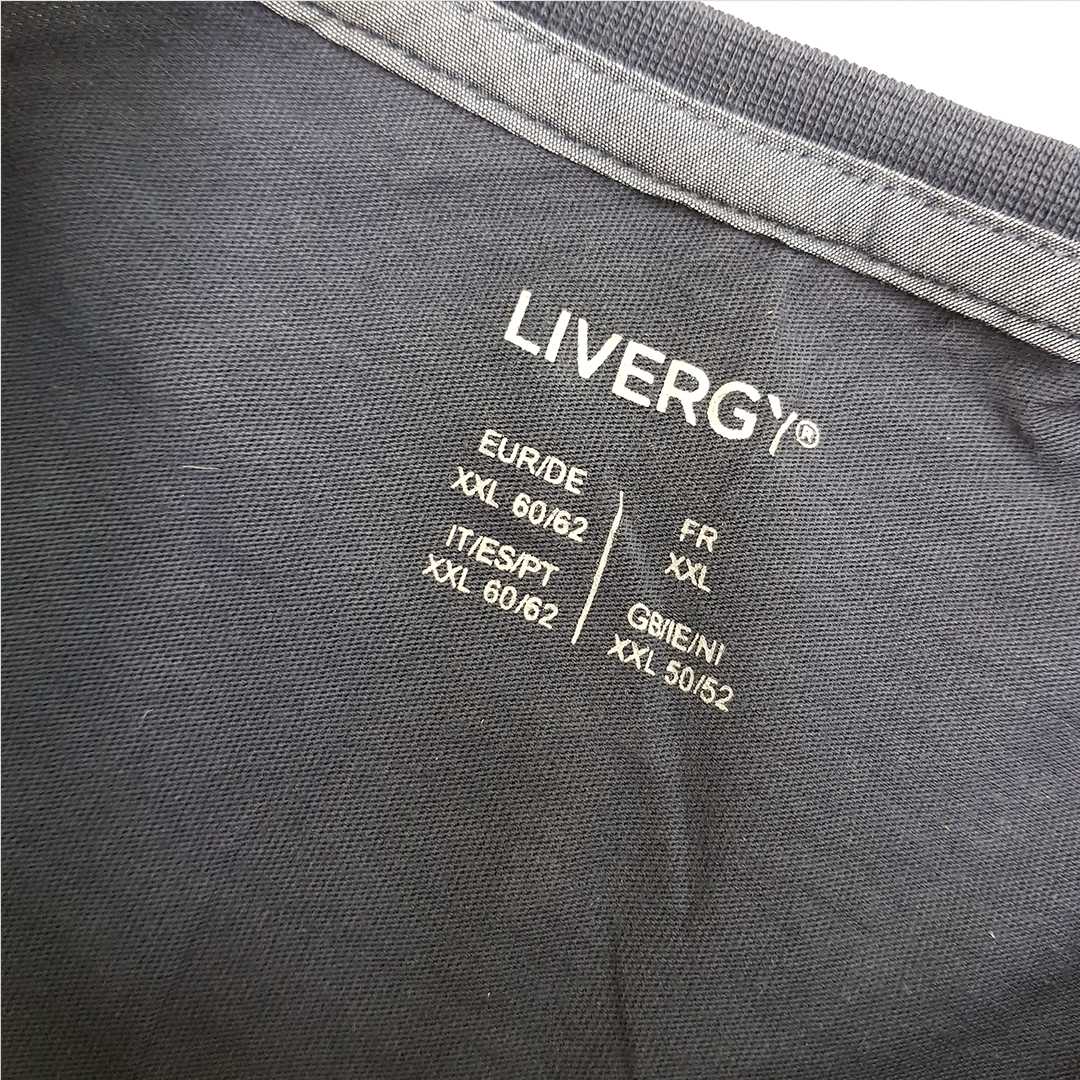 LIVERGY®
EUR/DE
XXL 60/62
IT/ES/PT
XXL 60/62
FR
XXL
GB/IE/NI
XXL 50/52